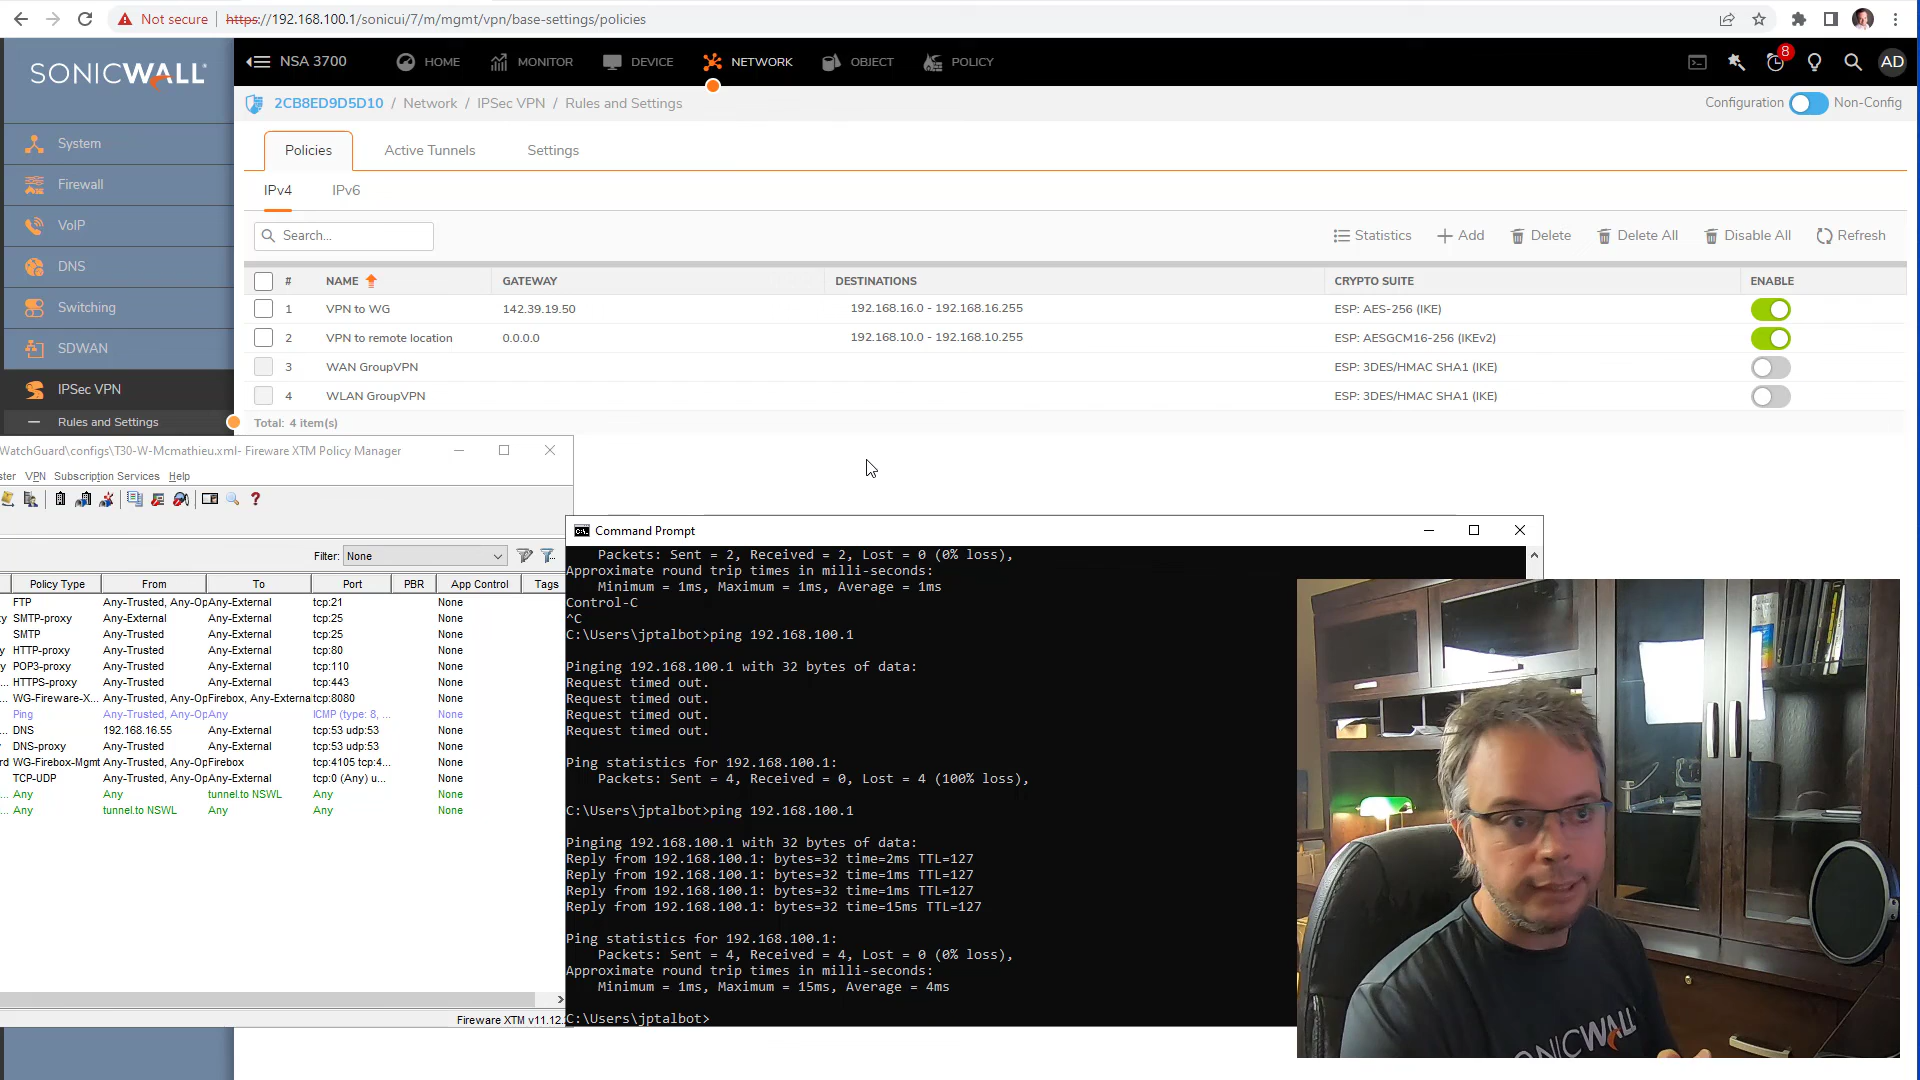 Not secure
https://192.168.100.1/sonicui/7/m/mgmt/vpn/base-settings/policies
SONICWALL
NSA 3700
HOME
MONITOR
DEVICE
NETWORK
OBJECT
POLICY
8
AD
2CB8ED9D5D10 / Network / IPSec VPN / Rules and Settings
Configuration
Non-Config
System
Firewall
VoIP
DNS
Switching
SDWAN
IPSec VPN
Rules and Settings
Policies
Active Tunnels
Settings
IPv4
IPv6
Search...
Statistics
Add
Delete
Delete All
Disable All
Refresh
# NAME GATEWAY DESTINATIONS CRYPTO SUITE ENABLE
1 VPN to WG 142.39.19.50 192.168.16.0 - 192.168.16.255 ESP: AES-256 (IKE)
2 VPN to remote location 0.0.0.0 192.168.10.0 - 192.168.10.255 ESP: AESGCM16-256 (IKEv2)
3 WAN GroupVPN ESP: 3DES/HMAC SHA1 (IKE)
4 WLAN GroupVPN ESP: 3DES/HMAC SHA1 (IKE)
Total: 4 item(s)
WatchGuard\configs\T30-W-Mcmathieu.xml- Fireware XTM Policy Manager
ster VPN Subscription Services Help
Filter: None
Policy Type From To Port PBR App Control Tags
FTP Any-Trusted, Any-Op Any-External tcp:21 None
y SMTP-proxy Any-External Any-Trusted tcp:25 None
SMTP Any-Trusted Any-External tcp:25 None
y HTTP-proxy Any-Trusted Any-External tcp:80 None
y POP3-proxy Any-Trusted Any-External tcp:110 None
y HTTPS-proxy Any-Trusted Any-External tcp:443 None
... WG-Fireware-X... Any-Trusted, Any-Op Firebox, Any-Externa tcp:8080 None
Ping Any-Trusted, Any-Op Any ICMP (type: 8, ... None
... DNS 192.168.16.55 Any-External tcp:53 udp:53 None
y DNS-proxy Any-Trusted Any-External tcp:53 udp:53 None
rd WG-Firebox-Mgmt Any-Trusted, Any-Op Firebox tcp:4105 tcp:4... None
TCP-UDP Any-Trusted Any-External tcp:0 (Any) u... None
... Any Any tunnel.to NSWL Any None
... Any tunnel.to NSWL Any Any None
Fireware XTM v11.12.
Command Prompt
Packets: Sent = 2, Received = 2, Lost = 0 (0% loss),
Approximate round trip times in milli-seconds:
Minimum = 1ms, Maximum = 1ms, Average = 1ms
Control-C
^C
C:\Users\jptalbot>ping 192.168.100.1
Pinging 192.168.100.1 with 32 bytes of data:
Request timed out.
Request timed out.
Request timed out.
Request timed out.
Ping statistics for 192.168.100.1:
Packets: Sent = 4, Received = 0, Lost = 4 (100% loss),
C:\Users\jptalbot>ping 192.168.100.1
Pinging 192.168.100.1 with 32 bytes of data:
Reply from 192.168.100.1: bytes=32 time=2ms TTL=127
Reply from 192.168.100.1: bytes=32 time=1ms TTL=127
Reply from 192.168.100.1: bytes=32 time=1ms TTL=127
Reply from 192.168.100.1: bytes=32 time=15ms TTL=127
Ping statistics for 192.168.100.1:
Packets: Sent = 4, Received = 4, Lost = 0 (0% loss),
Approximate round trip times in milli-seconds:
Minimum = 1ms, Maximum = 15ms, Average = 4ms
C:\Users\jptalbot>
SONICWALL